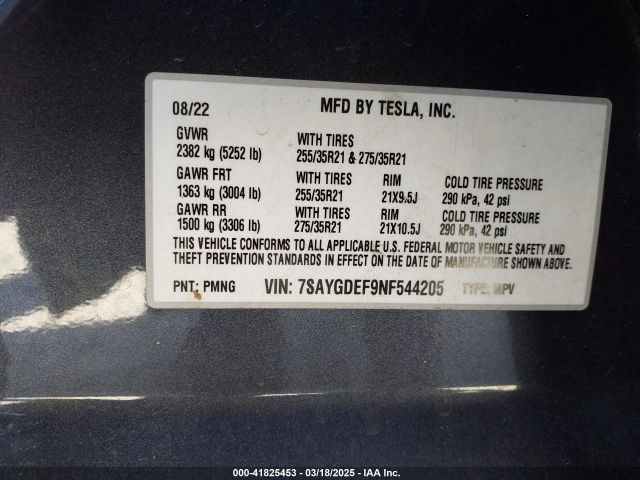 08/22 MFD BY TESLA, INC.
GVWR WITH TIRES
2382 kg (5252 lb) 255/35R21 & 275/35R21
GAWR FRT WITH TIRES RIM COLD TIRE PRESSURE
1363 kg (3004 lb) 255/35R21 21X9.5J 290 kPa, 42 psi
GAWR RR WITH TIRES RIM COLD TIRE PRESSURE
1500 kg (3306 lb) 275/35R21 21X10.5J 290 kPa, 42 psi
THIS VEHICLE CONFORMS TO ALL APPLICABLE U.S. FEDERAL MOTOR VEHICLE SAFETY AND
THEFT PREVENTION STANDARDS IN EFFECT ON THE DATE OF MANUFACTURE SHOWN ABOVE.
PNT: PMNG VIN: 7SAYGDEF9NF544205 TYPE: MPV
000-41825453 - 03/18/2025 - IAA Inc.